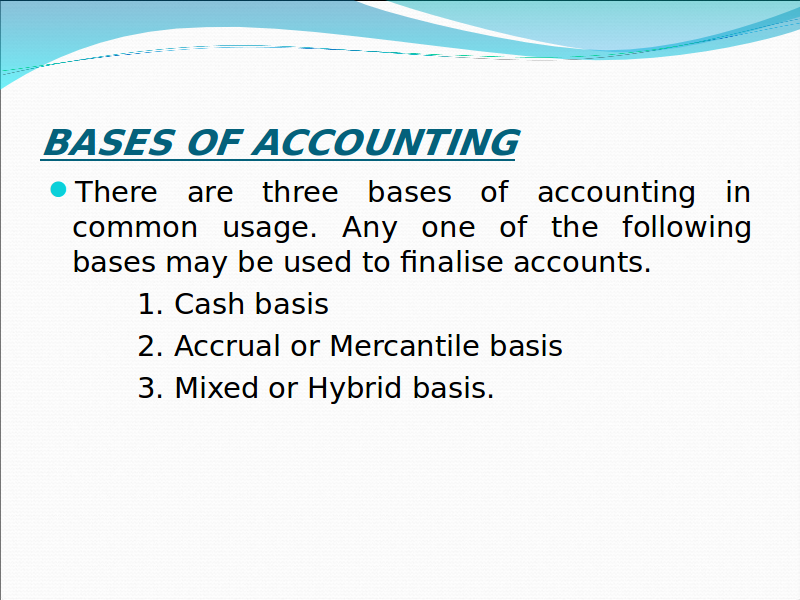 BASES OF ACCOUNTING
There are three bases of accounting in
common usage. Any one of the following
bases may be used to finalise accounts.
1. Cash basis
2. Accrual or Mercantile basis
3. Mixed or Hybrid basis.